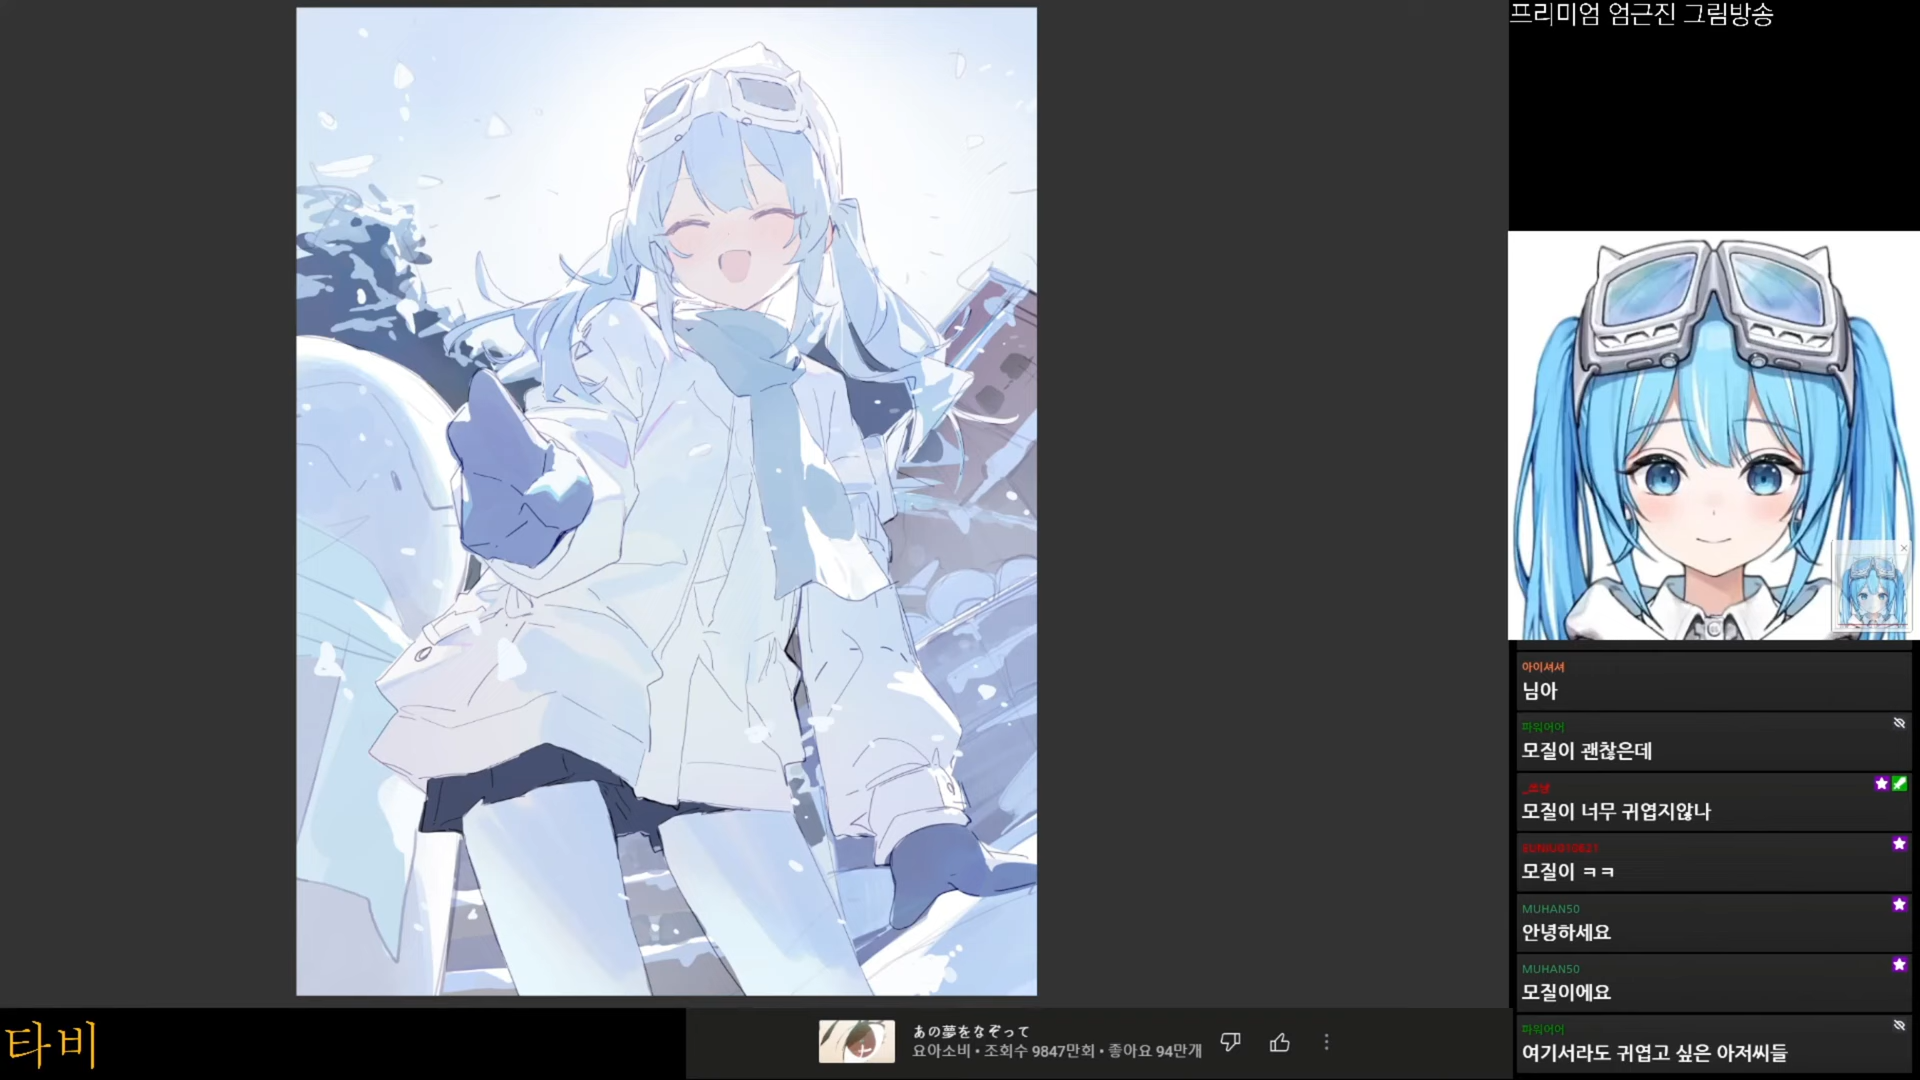 프리미엄 엄근진 그림방송
아이셔셔
님아
파워어어
모질이 괜찮은데
모질이 너무 귀엽지않나
모질이 ㅋㅋ
MUHAN50
안녕하세요
MUHAN50
모질이에요
파워어어
여기서라도 귀엽고 싶은 아저씨들
타비
あの夢をなぞって
요아소비 • 조회수 9847만회 • 좋아요 94만개